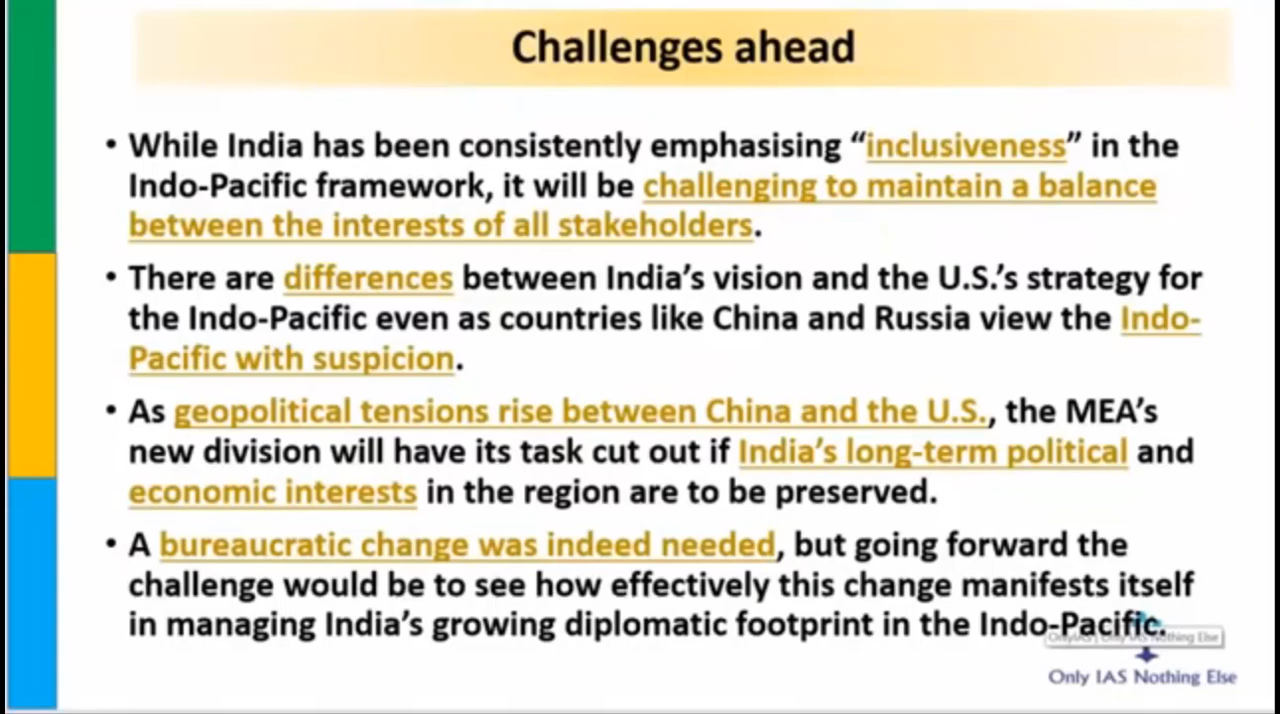 Challenges ahead
• While India has been consistently emphasising “inclusiveness” in the
Indo-Pacific framework, it will be challenging to maintain a balance
between the interests of all stakeholders.
• There are differences between India’s vision and the U.S.’s strategy for
the Indo-Pacific even as countries like China and Russia view the Indo-
Pacific with suspicion.
• As geopolitical tensions rise between China and the U.S., the MEA’s
new division will have its task cut out if India’s long-term political and
economic interests in the region are to be preserved.
• A bureaucratic change was indeed needed, but going forward the
challenge would be to see how effectively this change manifests itself
in managing India’s growing diplomatic footprint in the Indo-Pacific.
OnlyIAS | Only IAS Nothing Else
Only IAS Nothing Else